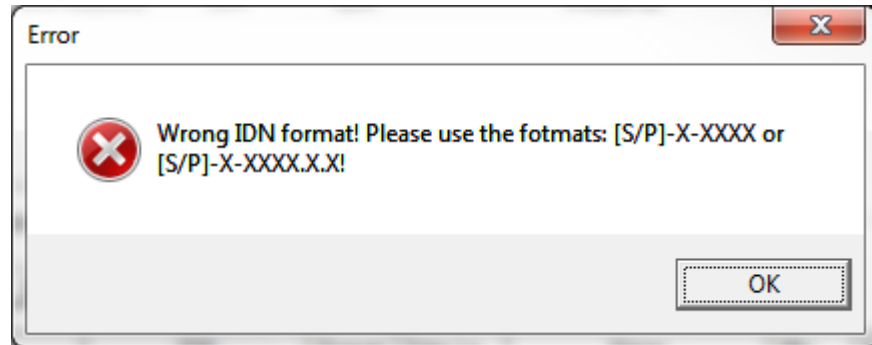 Error
Wrong IDN format! Please use the fotmats: [S/P]-X-XXXX or
[S/P]-X-XXXX.X.X!
OK